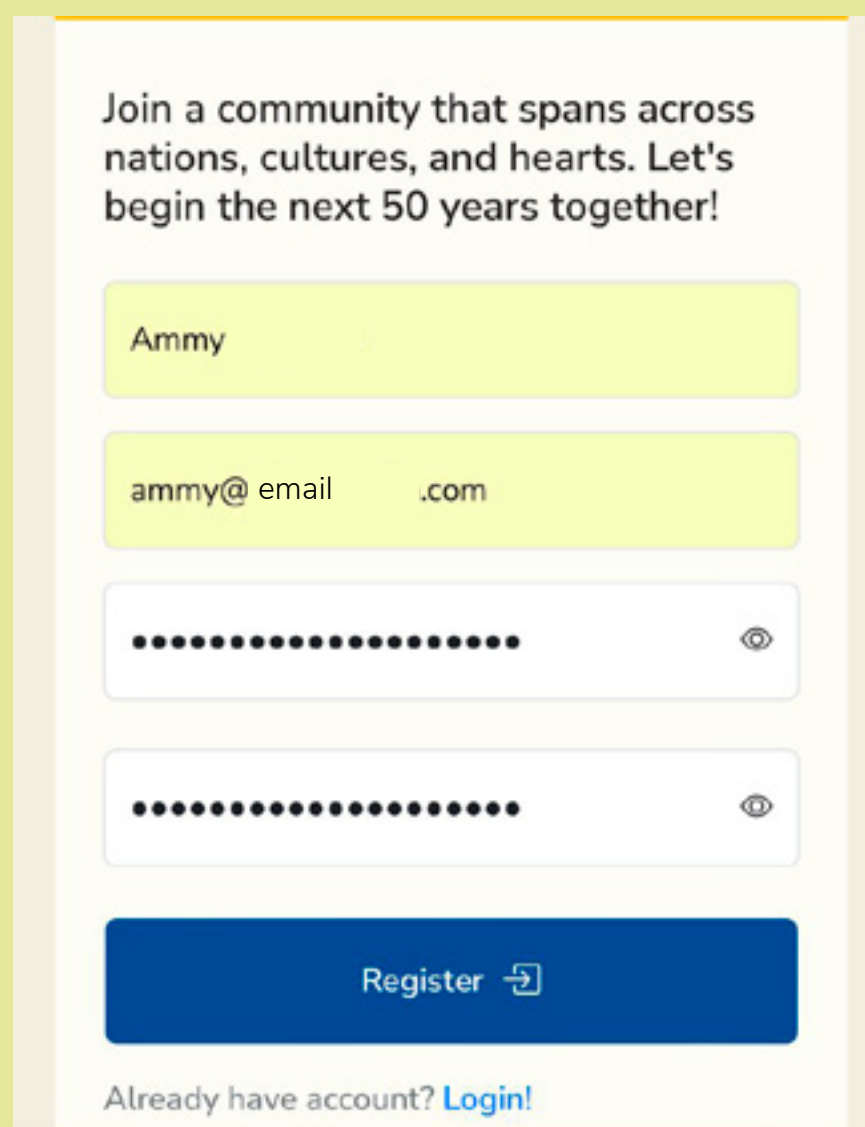 Join a community that spans across
nations, cultures, and hearts. Let's
begin the next 50 years together!
Ammy
ammy@ email .com
••••••••••••••••••••
••••••••••••••••••••
Register
Already have account? Login!